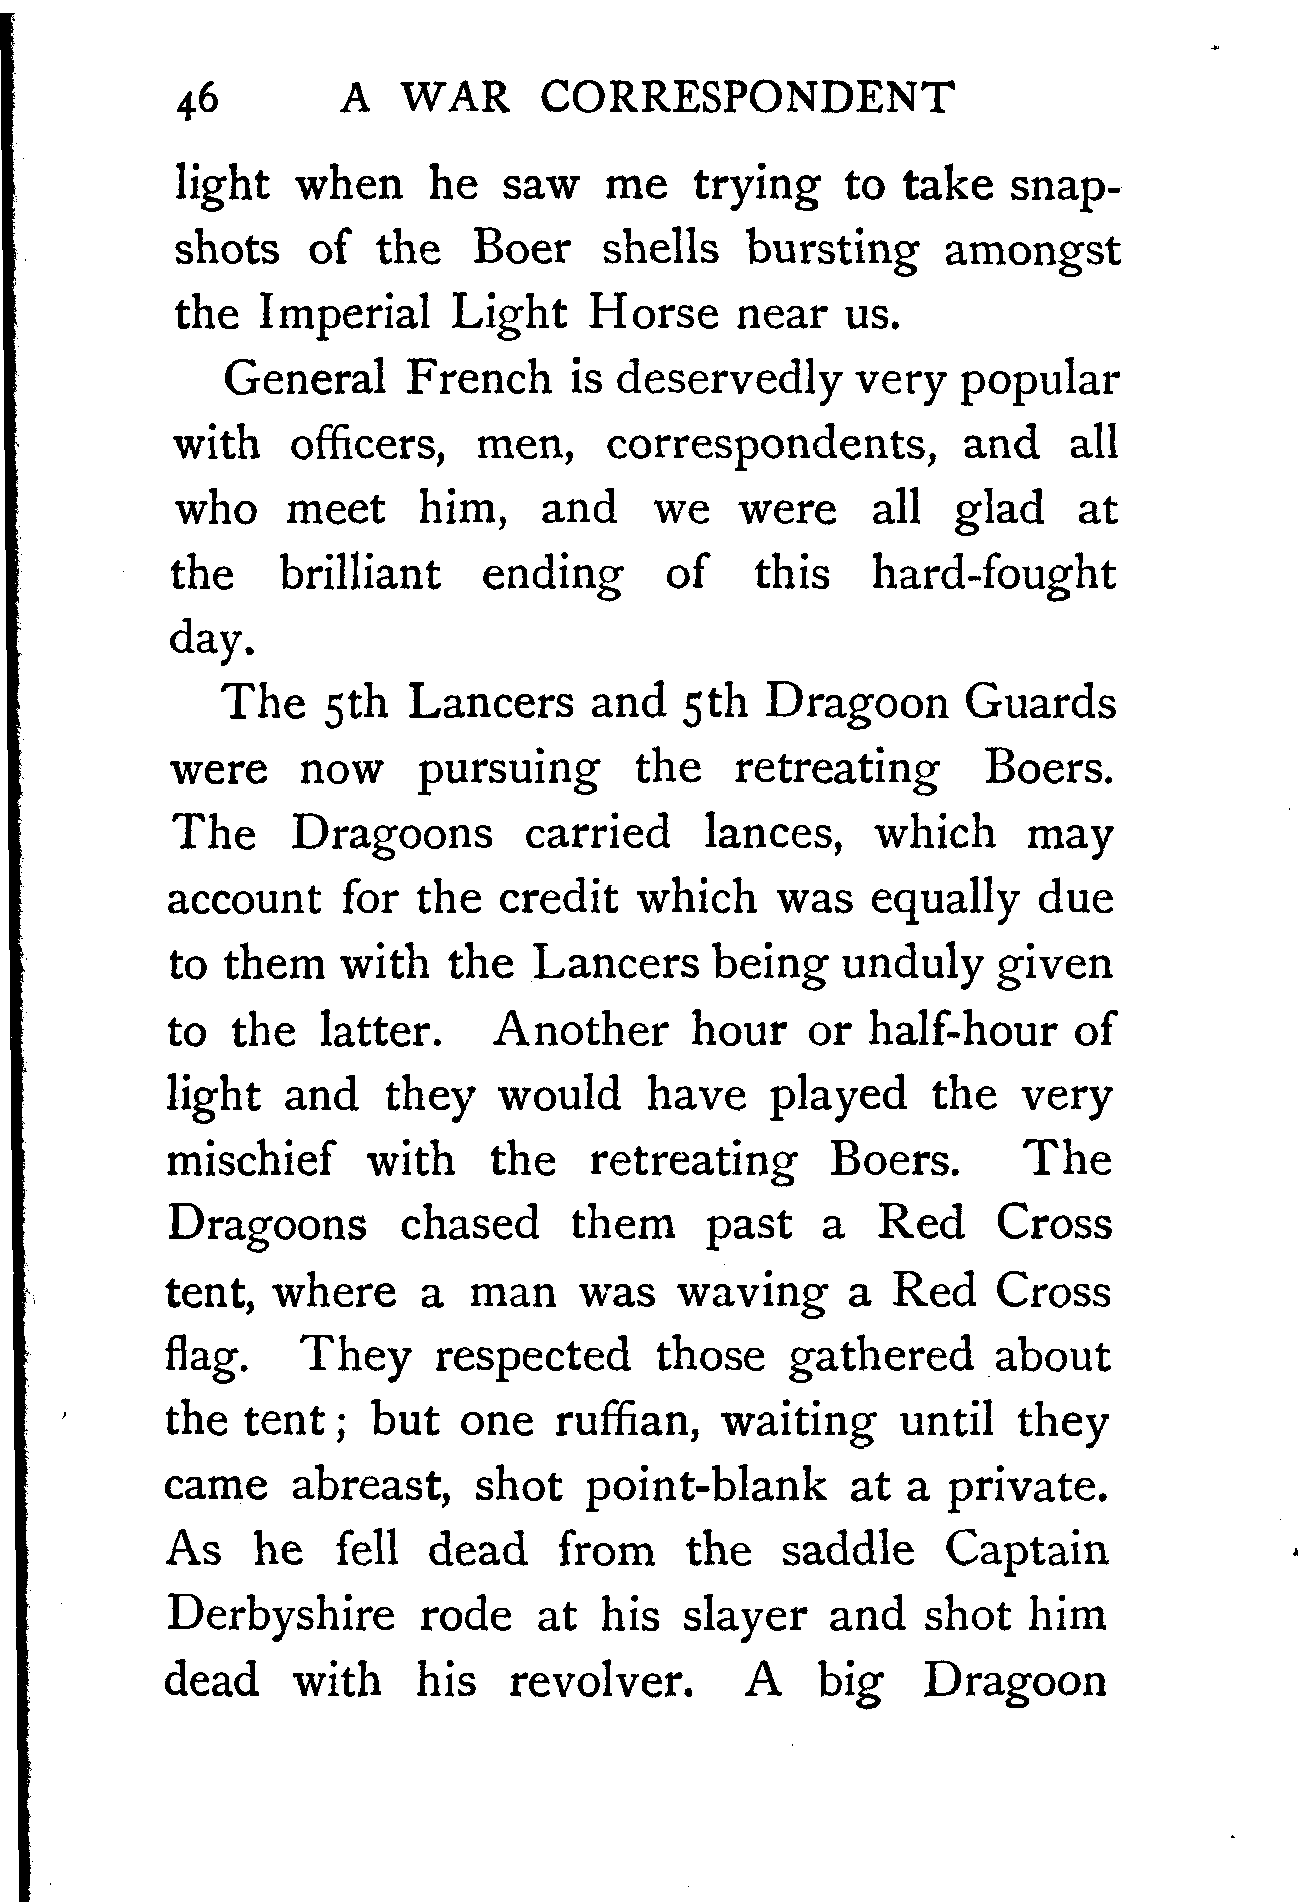 46 A WAR CORRESPONDENT
light when he saw me trying to take snap-
shots of the Boer shells bursting amongst
the Imperial Light Horse near us.
General French is deservedly very popular
with officers, men, correspondents, and all
who meet him, and we were all glad at
the brilliant ending of this hard-fought
day.
The 5th Lancers and 5th Dragoon Guards
were now pursuing the retreating Boers.
The Dragoons carried lances, which may
account for the credit which was equally due
to them with the Lancers being unduly given
to the latter. Another hour or half-hour of
light and they would have played the very
mischief with the retreating Boers. The
Dragoons chased them past a Red Cross
tent, where a man was waving a Red Cross
flag. They respected those gathered about
the tent; but one ruffian, waiting until they
came abreast, shot point-blank at a private.
As he fell dead from the saddle Captain
Derbyshire rode at his slayer and shot him
dead with his revolver. A big Dragoon